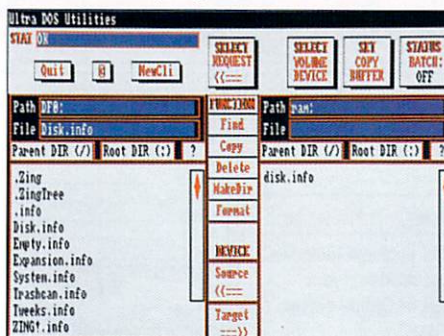 Ultra DOS Utilities
STAT OK
Quit @ NewCli
SELECT REQUEST <===
SELECT VOLUME DEVICE
SET COPY BUFFER
STATUS BATCH: OFF
Path DF0:
File Disk.info
Parent DIR (/) Root DIR (:) ?
.Zing
.ZingTree
.info
Disk.info
Empty.info
Expansion.info
System.info
Trashcan.info
Tweeks.info
ZING!.info
FUNCTION
Find
Copy
Delete
MakeDir
Format
DEVICE
Source
<<===
Target
===>>
Path ram:
File
Parent DIR (/) Root DIR (:) ?
disk.info